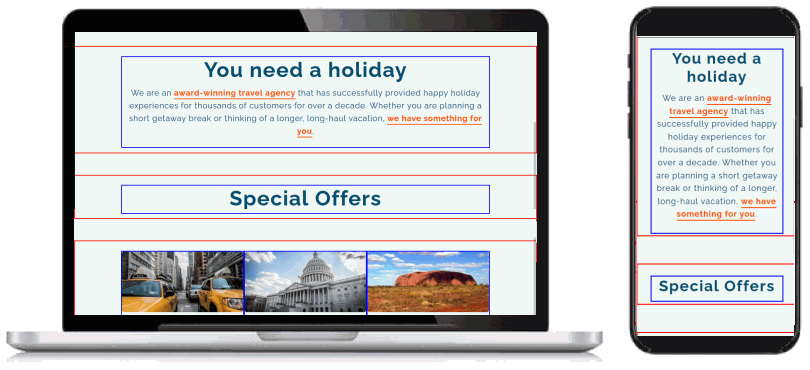 You need a holiday
We are an award-winning travel agency that has successfully provided happy holiday
experiences for thousands of customers for over a decade. Whether you are planning a
short getaway break or thinking of a longer, long-haul vacation, we have something for
you.
Special Offers
You need a
holiday
We are an award-winning
travel agency that has
successfully provided happy
holiday experiences for
thousands of customers for
over a decade. Whether you
are planning a short getaway
break or thinking of a longer,
long-haul vacation, we have
something for you.
Special Offers